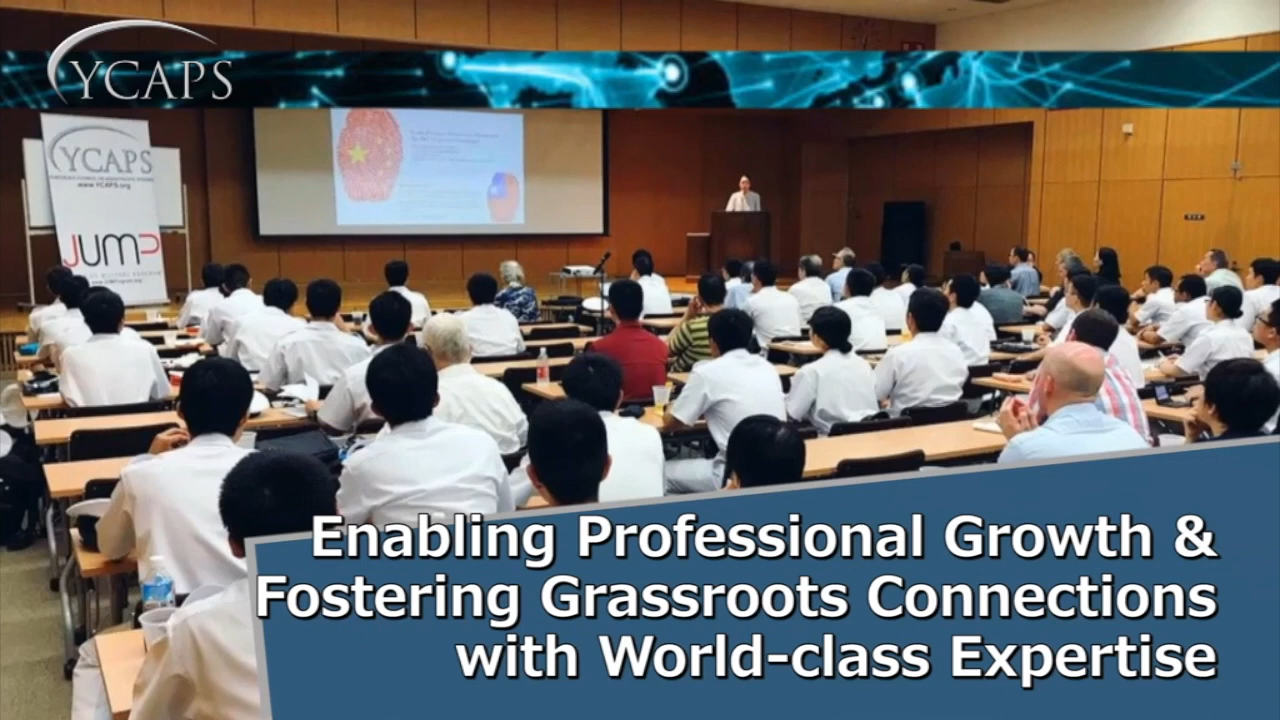 YCAPS
YCAPS
www.YCAPS.org
JUMP
Enabling Professional Growth &
Fostering Grassroots Connections
with World-class Expertise